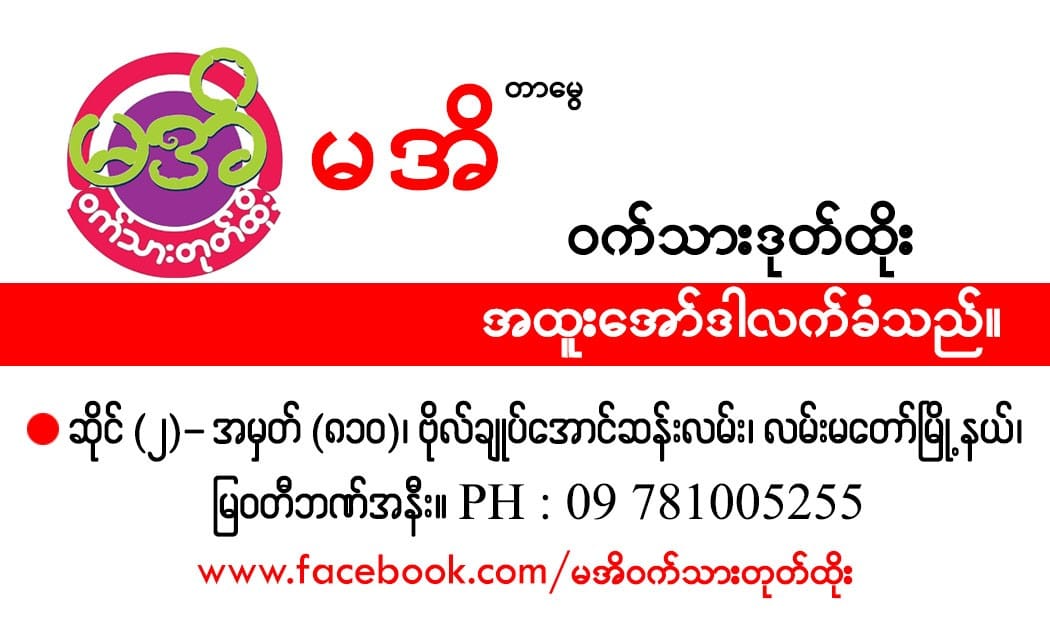 မအိ
ဝက်သားတုတ်ထိုး
မအိ တာမွေ
ဝက်သားဒုတ်ထိုး
အထူးအော်ဒါလက်ခံသည်။
ဆိုင် (၂)– အမှတ် (၈၁၀)၊ ဗိုလ်ချုပ်အောင်ဆန်းလမ်း၊ လမ်းမတော်မြို့နယ်၊
မြဝတီဘဏ်အနီး။ PH : 09 781005255
www.facebook.com/မအိဝက်သားတုတ်ထိုး